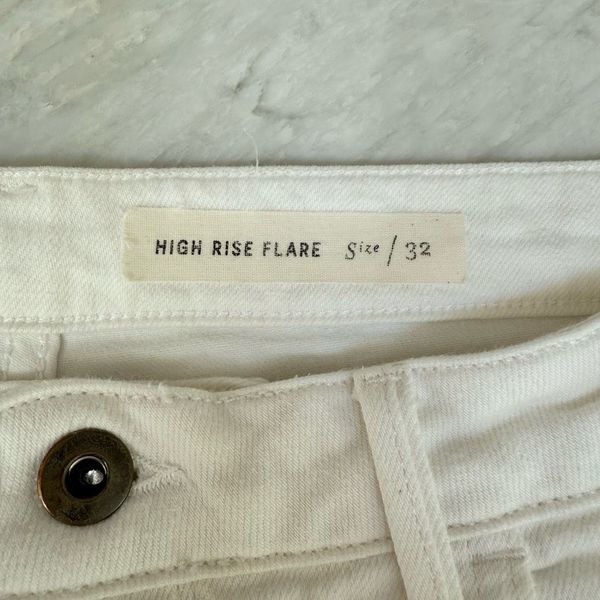 HIGH RISE FLARE Size / 32